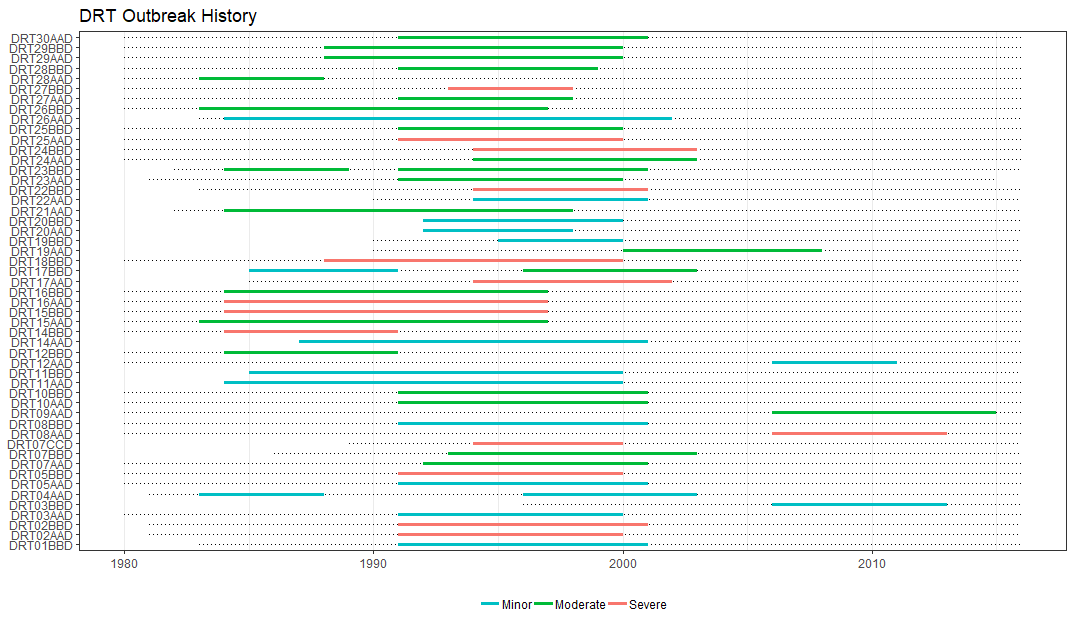 DRT Outbreak History
DRT30AAD
DRT29BBD
DRT29AAD
DRT28BBD
DRT28AAD
DRT27BBD
DRT27AAD
DRT26BBD
DRT26AAD
DRT25BBD
DRT25AAD
DRT24BBD
DRT24AAD
DRT23BBD
DRT23AAD
DRT22BBD
DRT22AAD
DRT21AAD
DRT20BBD
DRT20AAD
DRT19BBD
DRT19AAD
DRT18BBD
DRT17BBD
DRT17AAD
DRT16BBD
DRT16AAD
DRT15BBD
DRT15AAD
DRT14BBD
DRT14AAD
DRT12BBD
DRT12AAD
DRT11BBD
DRT11AAD
DRT10BBD
DRT10AAD
DRT09AAD
DRT08BBD
DRT08AAD
DRT07CCD
DRT07BBD
DRT07AAD
DRT05BBD
DRT05AAD
DRT04AAD
DRT03BBD
DRT03AAD
DRT02BBD
DRT02AAD
DRT01BBD
1980 1990 2000 2010
Minor Moderate Severe